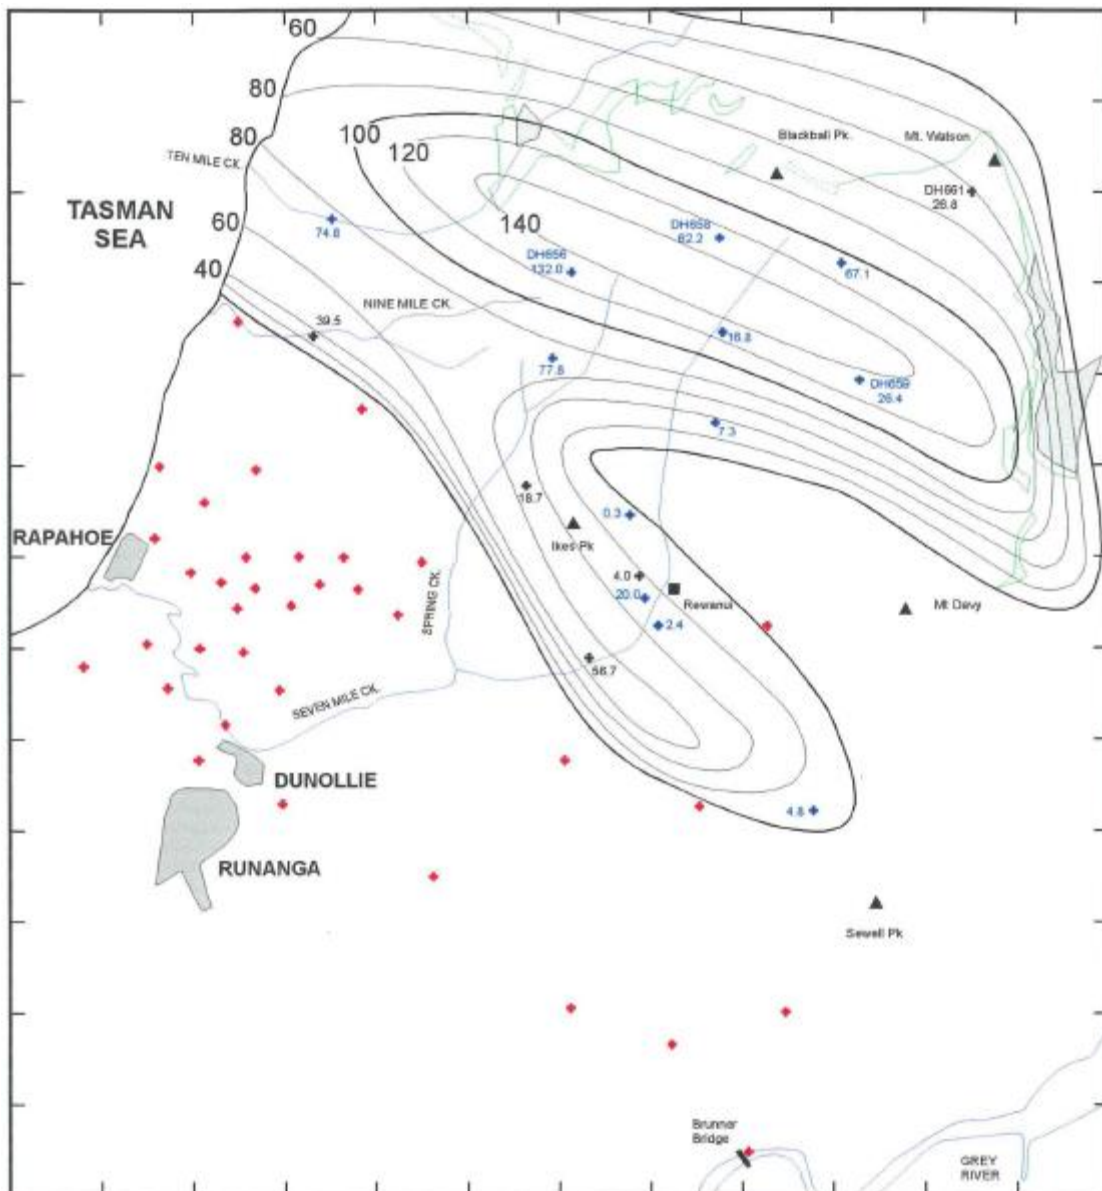 60
80
80
100
120
140
60
40
TEN MILE CK.
TASMAN
SEA
74.8
Blackball Pk.
Mt. Watson
DH661
26.8
DH658
62.2
DH656
132.0
67.1
NINE MILE CK.
39.5
16.8
77.8
DH659
26.4
7.3
18.7
0.3
Ikes Pk
RAPAHOE
4.0
20.0
Rewanui
Mt Davy
2.4
SPRING CK.
56.7
SEVEN MILE CK.
DUNOLLIE
4.8
RUNANGA
Sewell Pk
Brunner
Bridge
GREY
RIVER